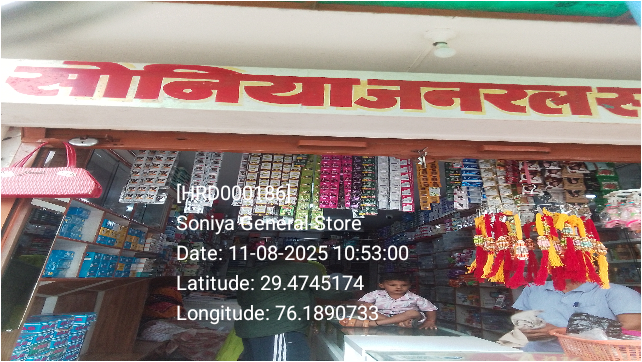 सोनिया जनरल स्
[HRD000186]
Soniya General Store
Date: 11-08-2025 10:53:00
Latitude: 29.4745174
Longitude: 76.1890733